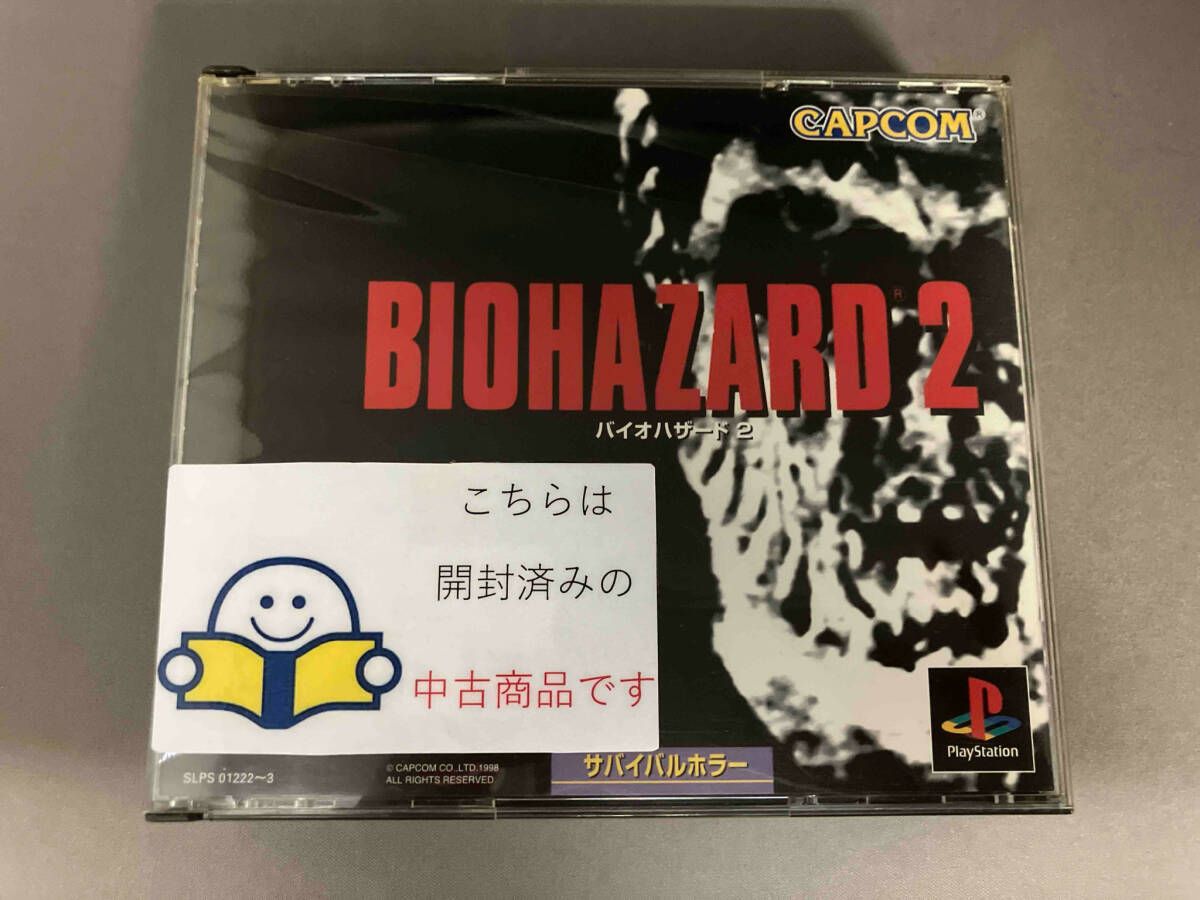 CAPCOM®
BIOHAZARD® 2
バイオハザード 2
こちらは
開封済みの
中古商品です
SLPS 01222〜3
© CAPCOM CO.,LTD.1998
ALL RIGHTS RESERVED
サバイバルホラー
PlayStation